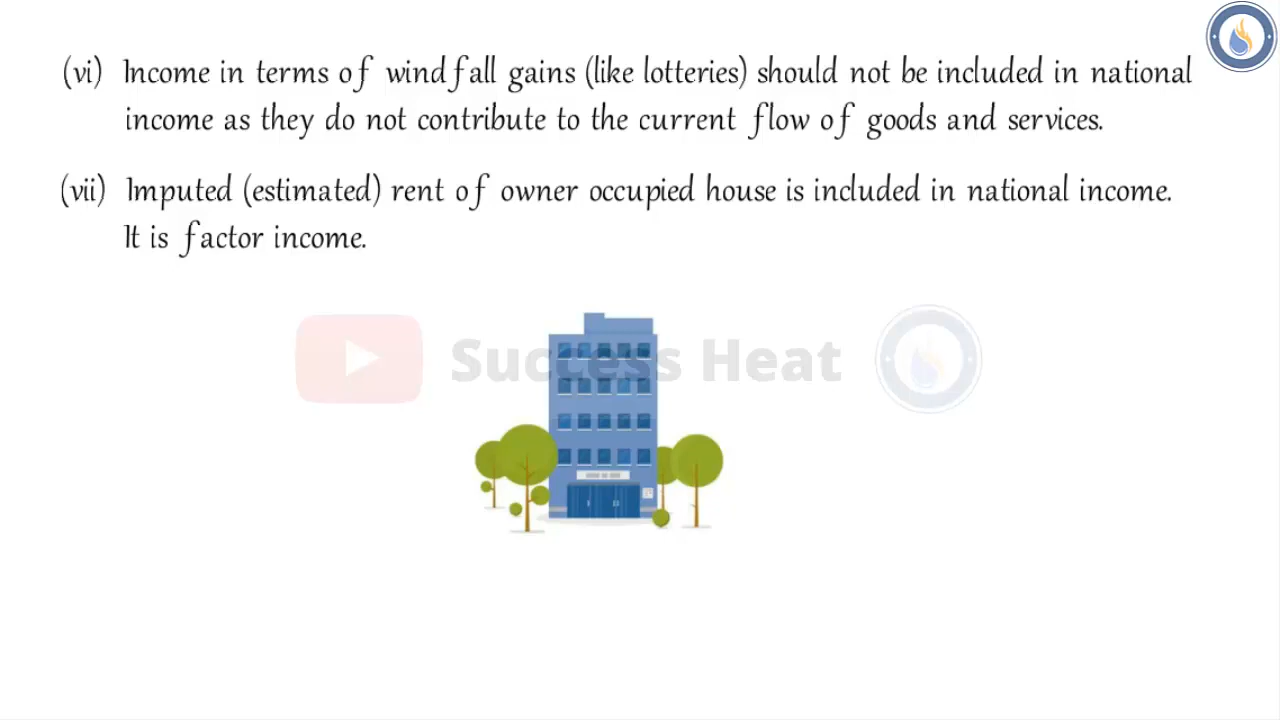 (vi) Income in terms of windfall gains (like lotteries) should not be included in national
income as they do not contribute to the current flow of goods and services.
(vii) Imputed (estimated) rent of owner occupied house is included in national income.
It is factor income.
Success Heat